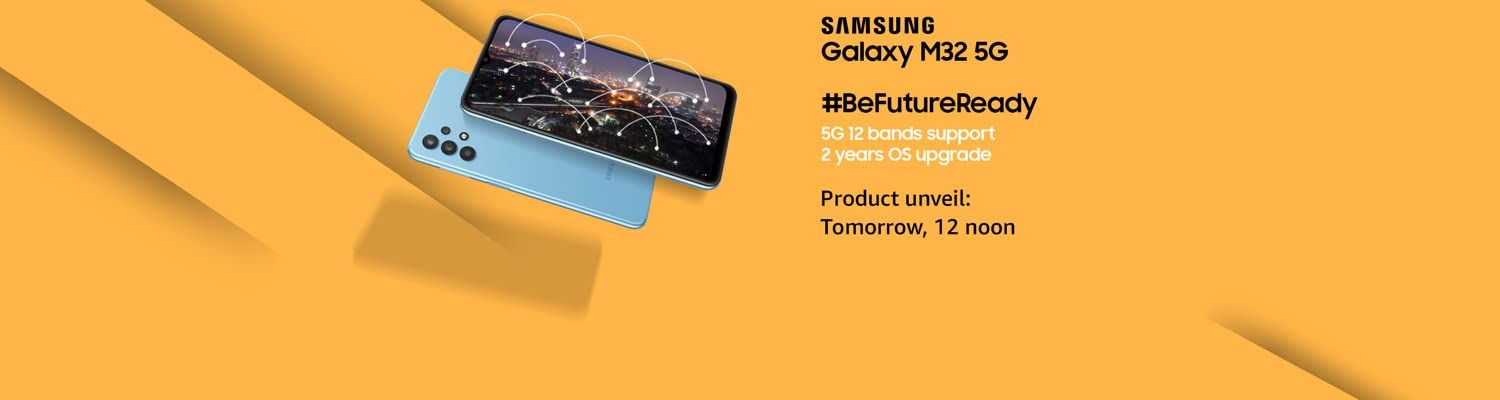 SAMSUNG
Galaxy M32 5G
#BeFutureReady
5G 12 bands support
2 years OS upgrade
Product unveil:
Tomorrow, 12 noon